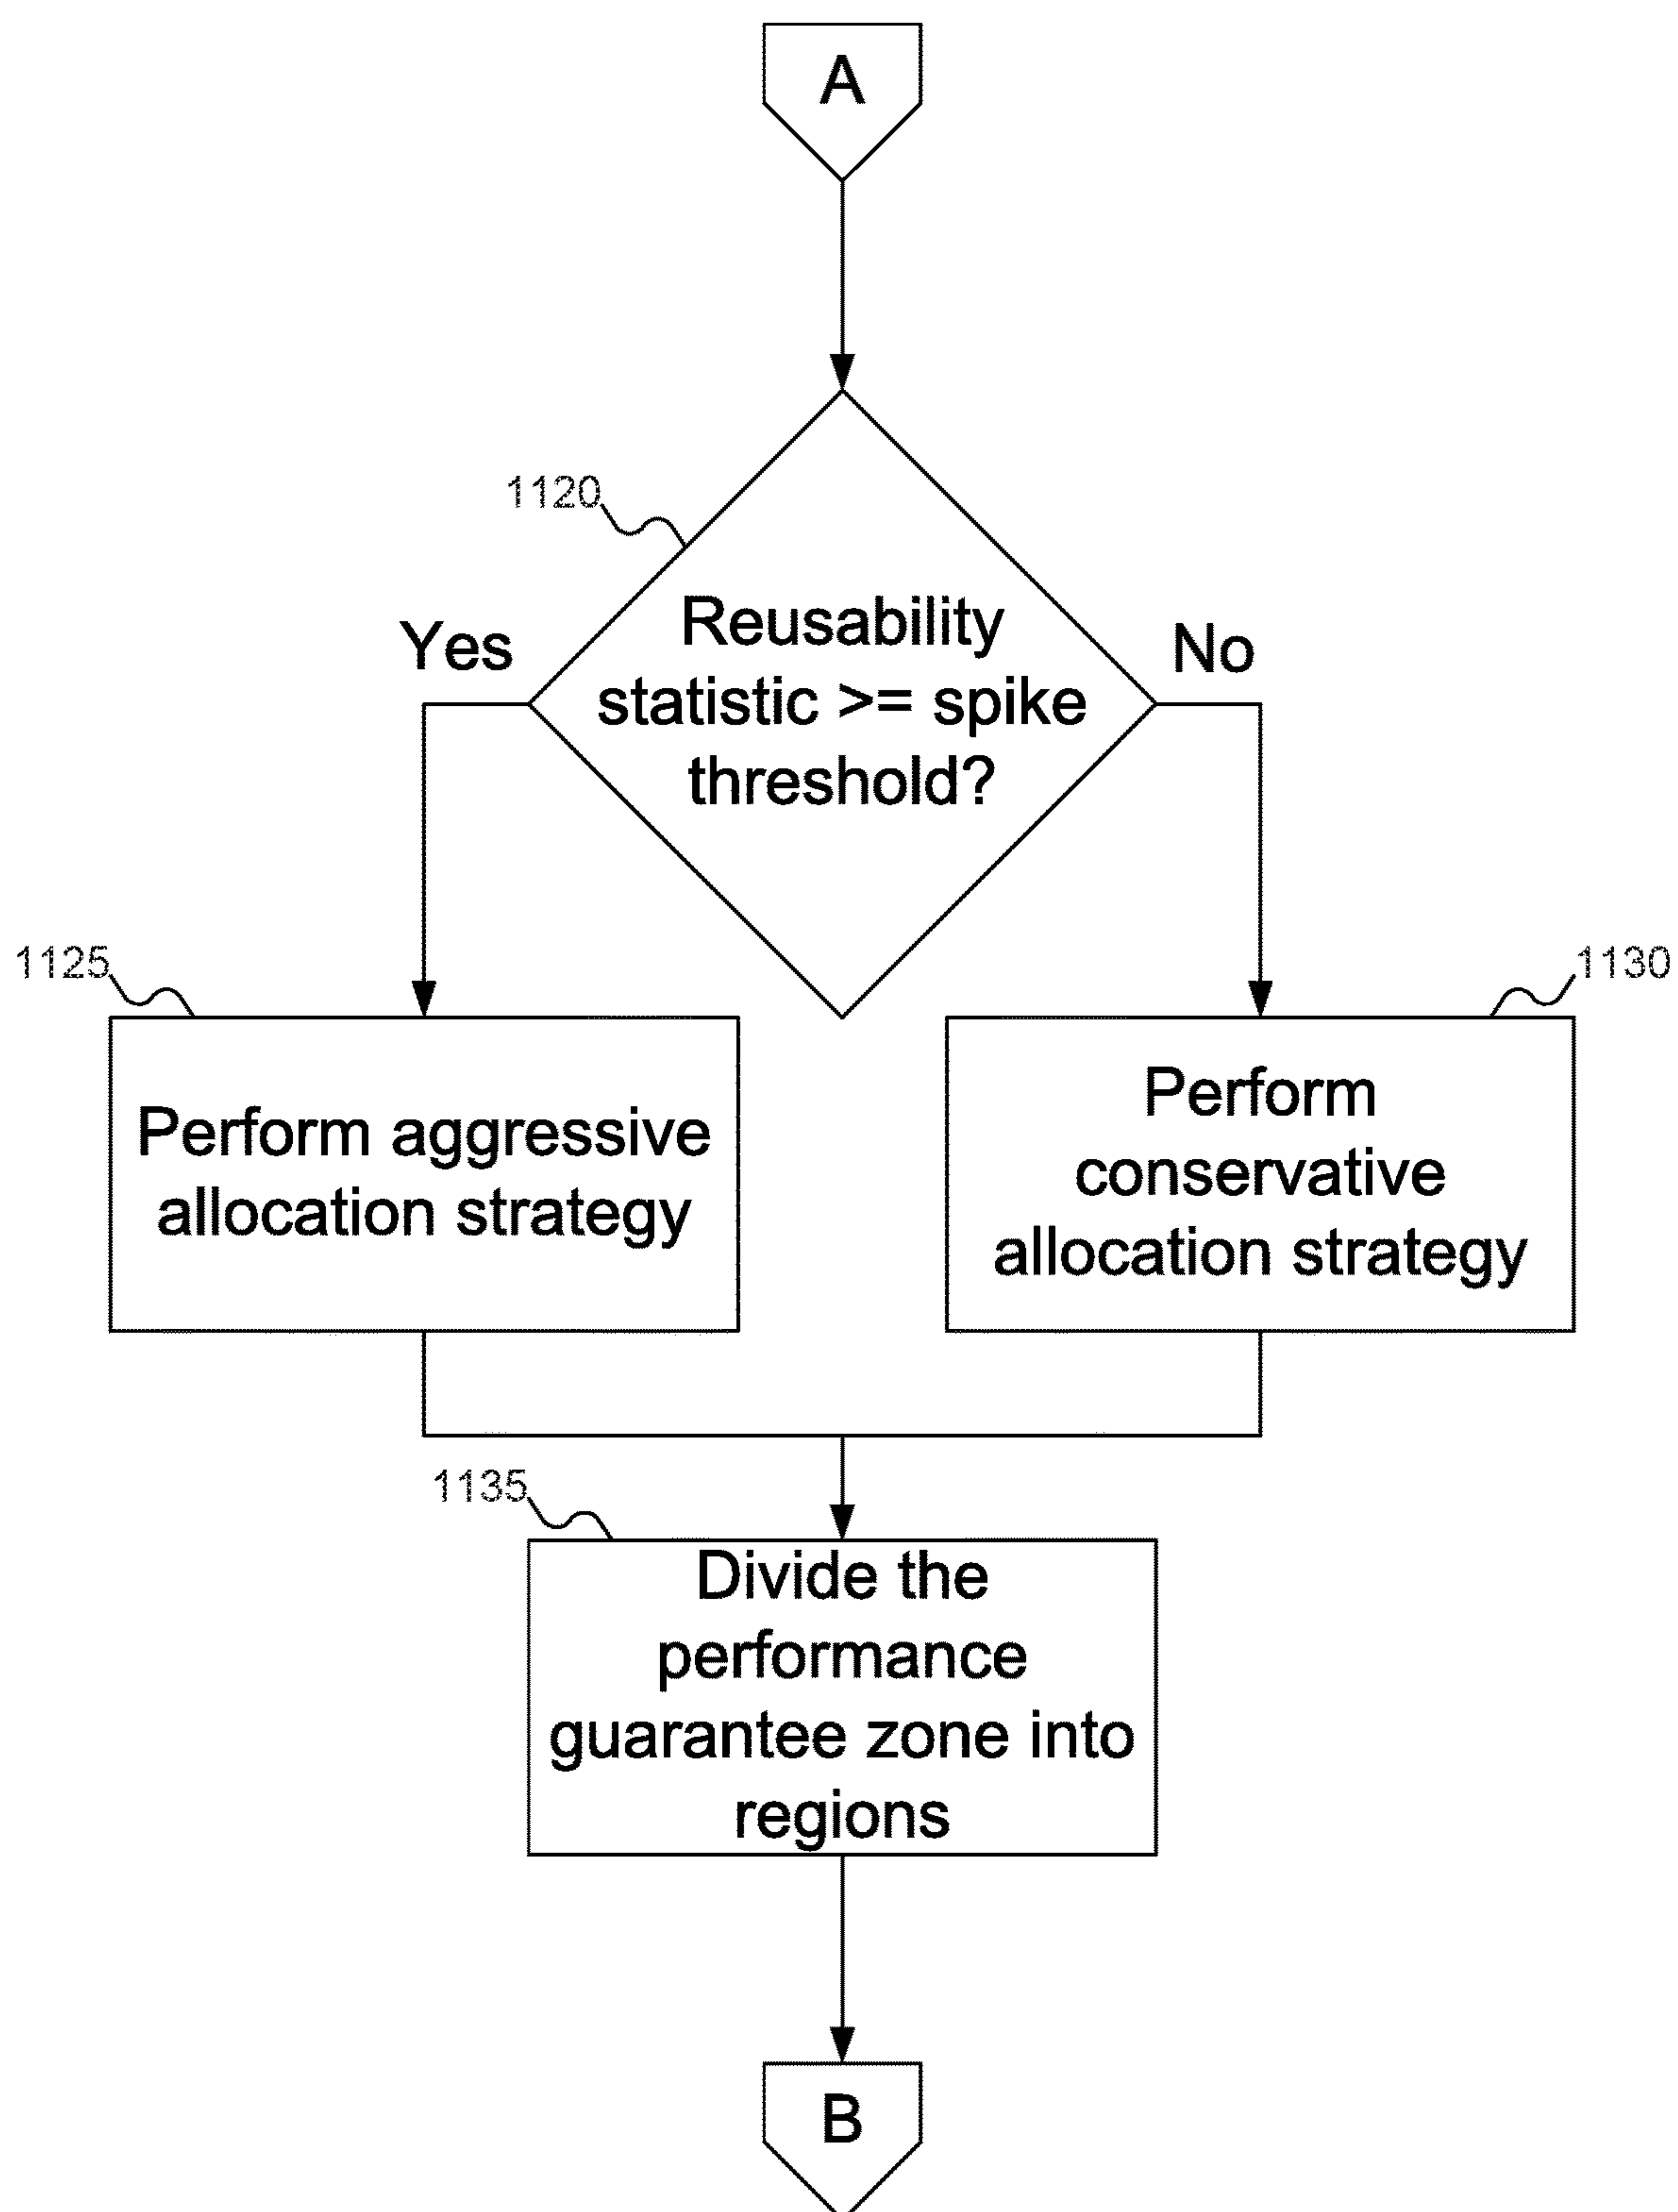 A
1120
Yes
No
Reusability
statistic >= spike
threshold?
1125
1130
Perform aggressive
allocation strategy
Perform
conservative
allocation strategy
1135
Divide the
performance
guarantee zone into
regions
B